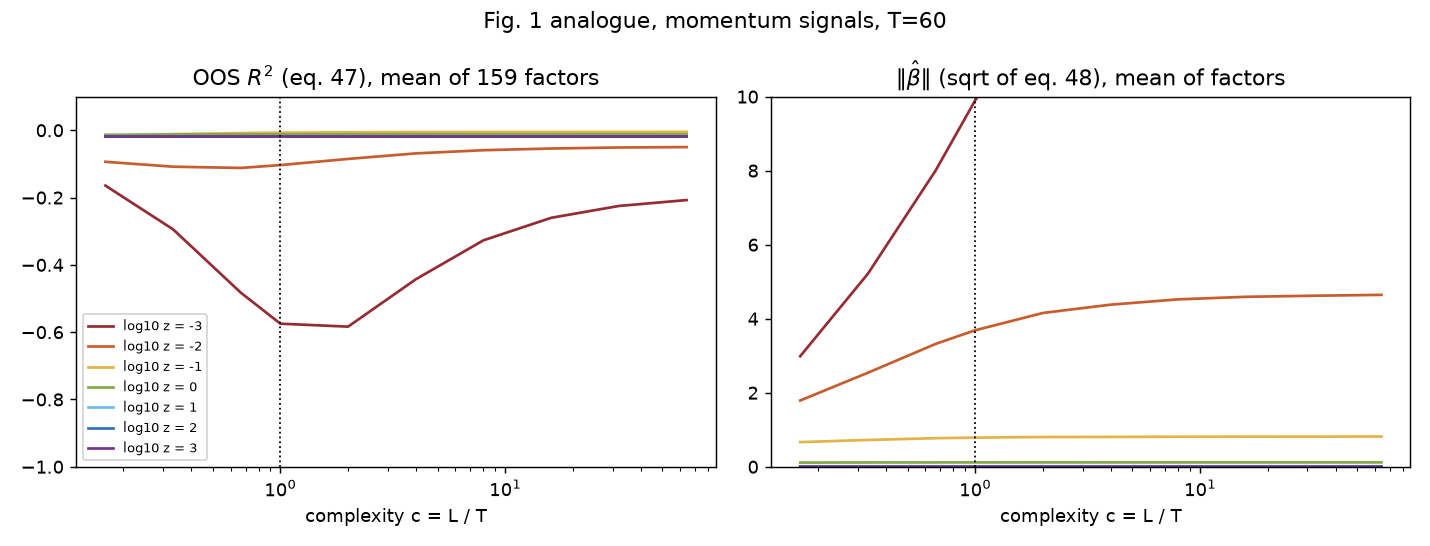 Fig. 1 analogue, momentum signals, T=60
OOS R² (eq. 47), mean of 159 factors
0.0
−0.2
−0.4
−0.6
−0.8
−1.0
log10 z = -3
log10 z = -2
log10 z = -1
log10 z = 0
log10 z = 1
log10 z = 2
log10 z = 3
10⁰
10¹
complexity c = L / T
‖β̂‖ (sqrt of eq. 48), mean of factors
10
8
6
4
2
0
10⁰
10¹
complexity c = L / T